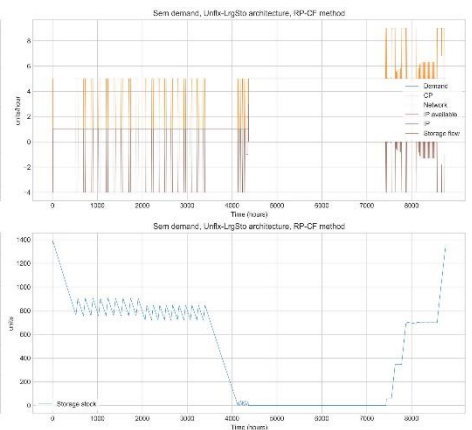 Sem demand, Unflx-LrgSto architecture, RP-CF method
units/hour
8
6
4
2
0
-2
-4
Demand
CP
Network
IP available
IP
Storage flow
0 1000 2000 3000 4000 5000 6000 7000 8000
Time (hours)
Sem demand, Unflx-LrgSto architecture, RP-CF method
units
1400
1200
1000
800
600
400
200
0
Storage stock
0 1000 2000 3000 4000 5000 6000 7000 8000
Time (hours)